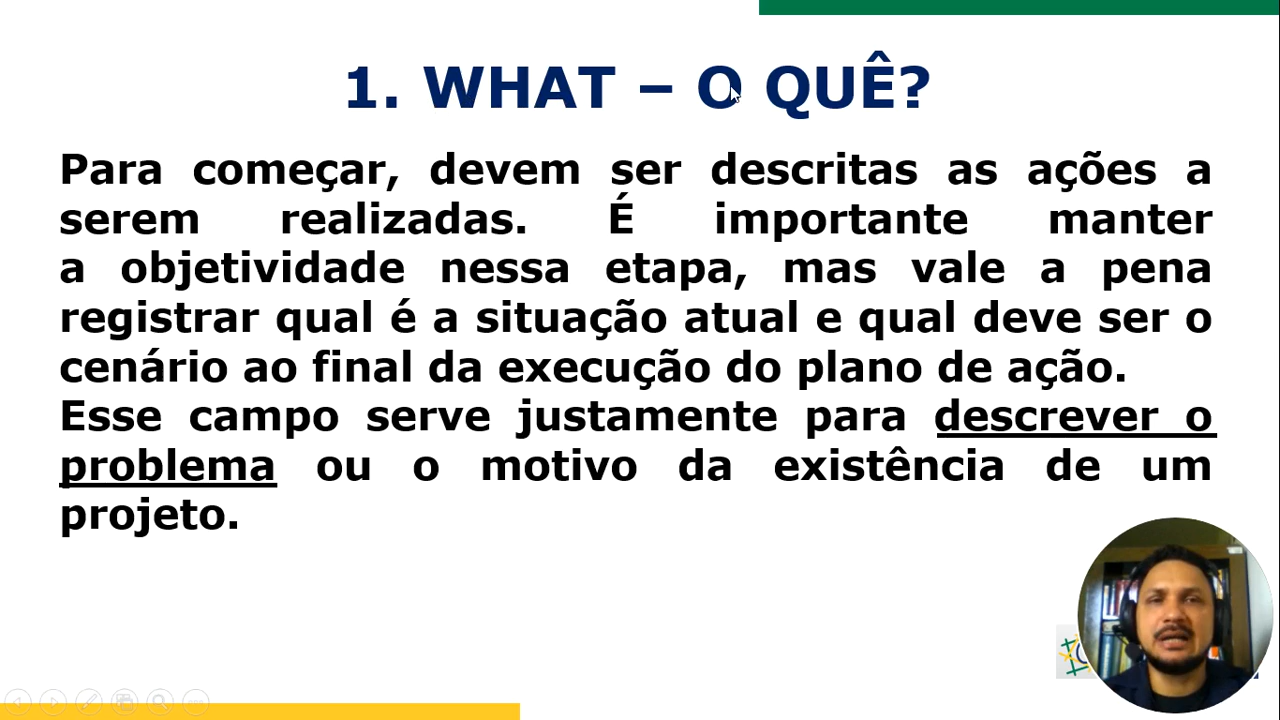 1. WHAT – O QUÊ?
Para começar, devem ser descritas as ações a
serem realizadas. É importante manter
a objetividade nessa etapa, mas vale a pena
registrar qual é a situação atual e qual deve ser o
cenário ao final da execução do plano de ação.
Esse campo serve justamente para descrever o
problema ou o motivo da existência de um
projeto.